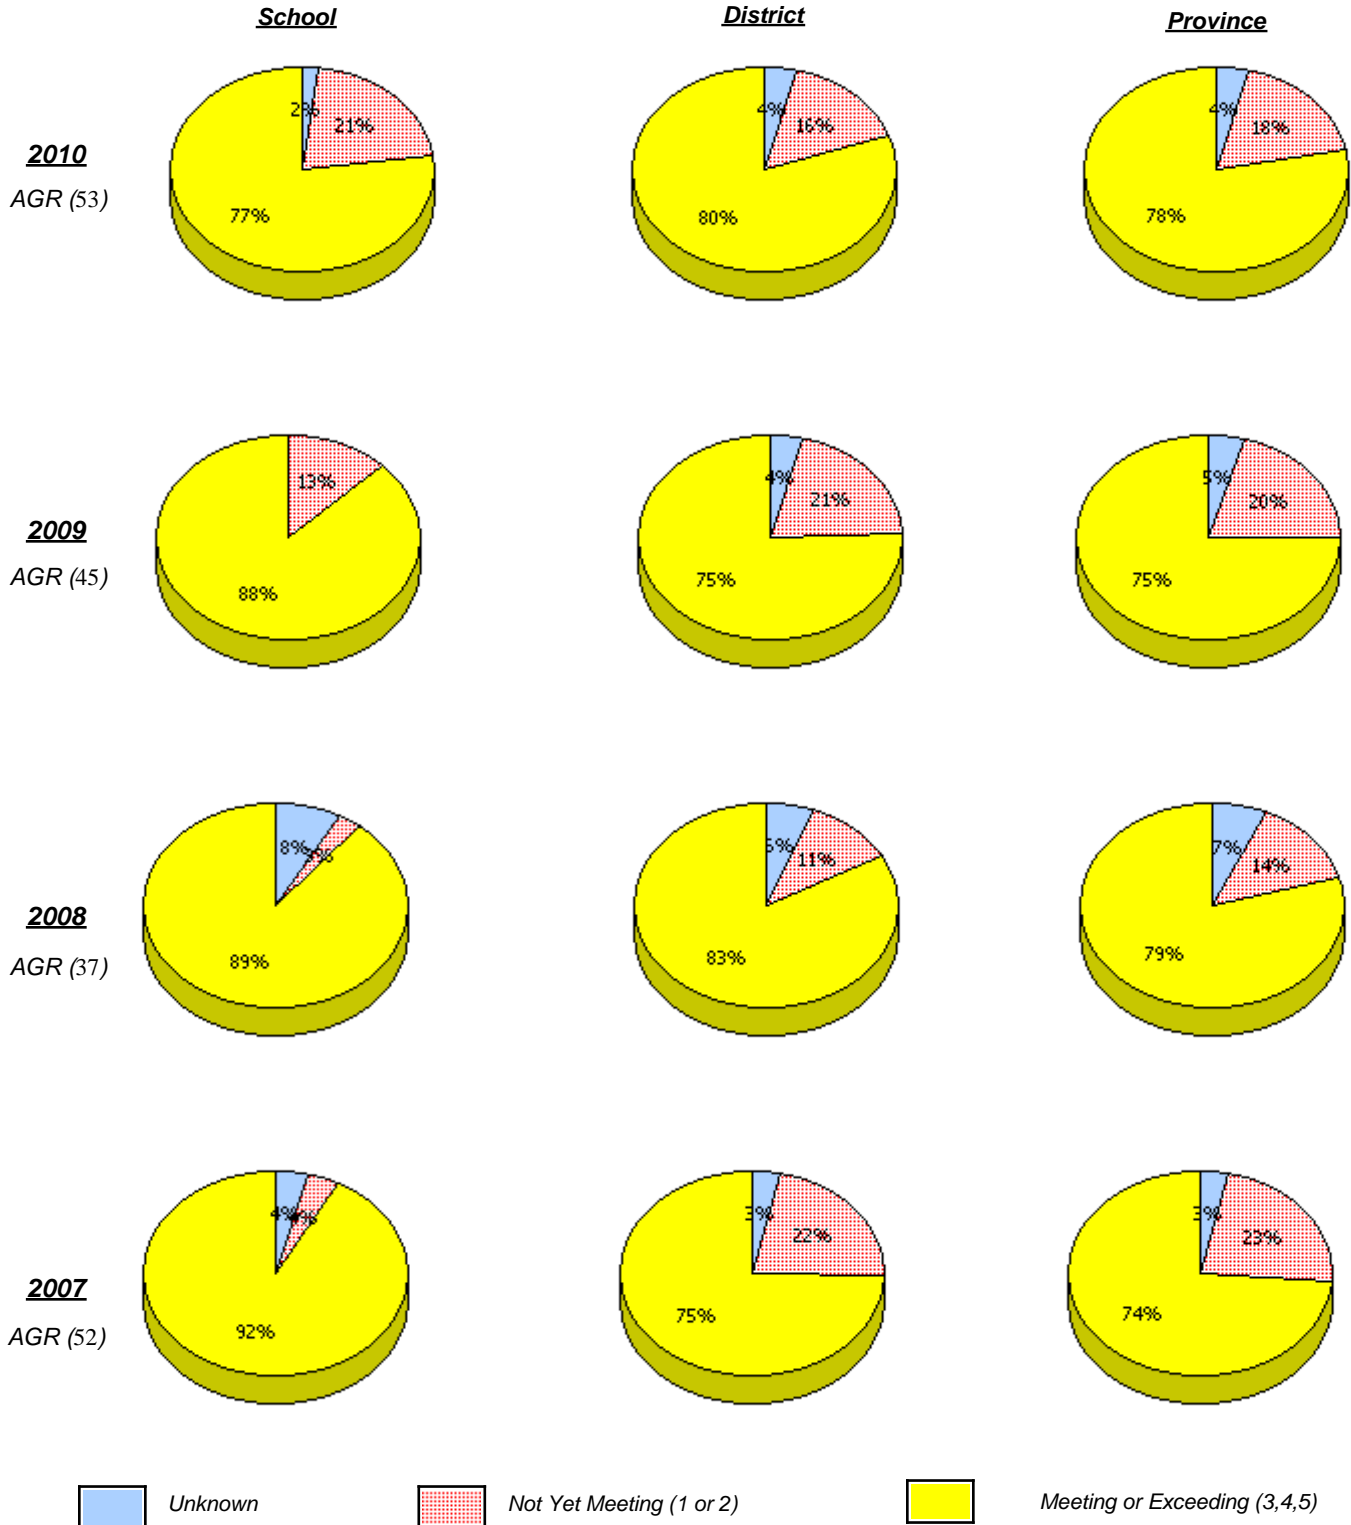 School District Province
2% 21% 4% 16% 4% 18%
2010
AGR (53)
77% 80% 78%
13% 4% 21% 5% 20%
2009
AGR (45)
88% 75% 75%
8% 3% 11% 7% 14%
2008
AGR (37)
89% 83% 79%
4% 4% 3% 22% 3% 23%
2007
AGR (52)
92% 75% 74%
Unknown Not Yet Meeting (1 or 2) Meeting or Exceeding (3,4,5)